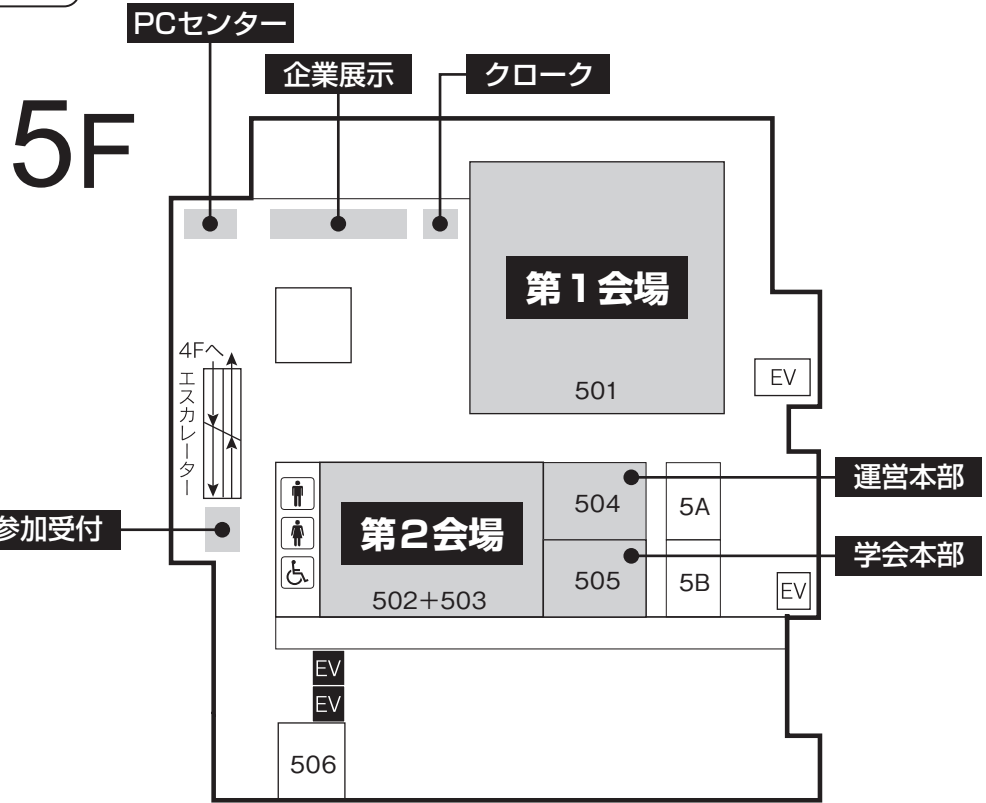 PCセンター
企業展示
クローク
5F
第1会場
501
4Fへ
エスカレーター
EV
参加受付
第2会場
502+503
504
505
5A
5B
運営本部
学会本部
EV
EV
EV
506